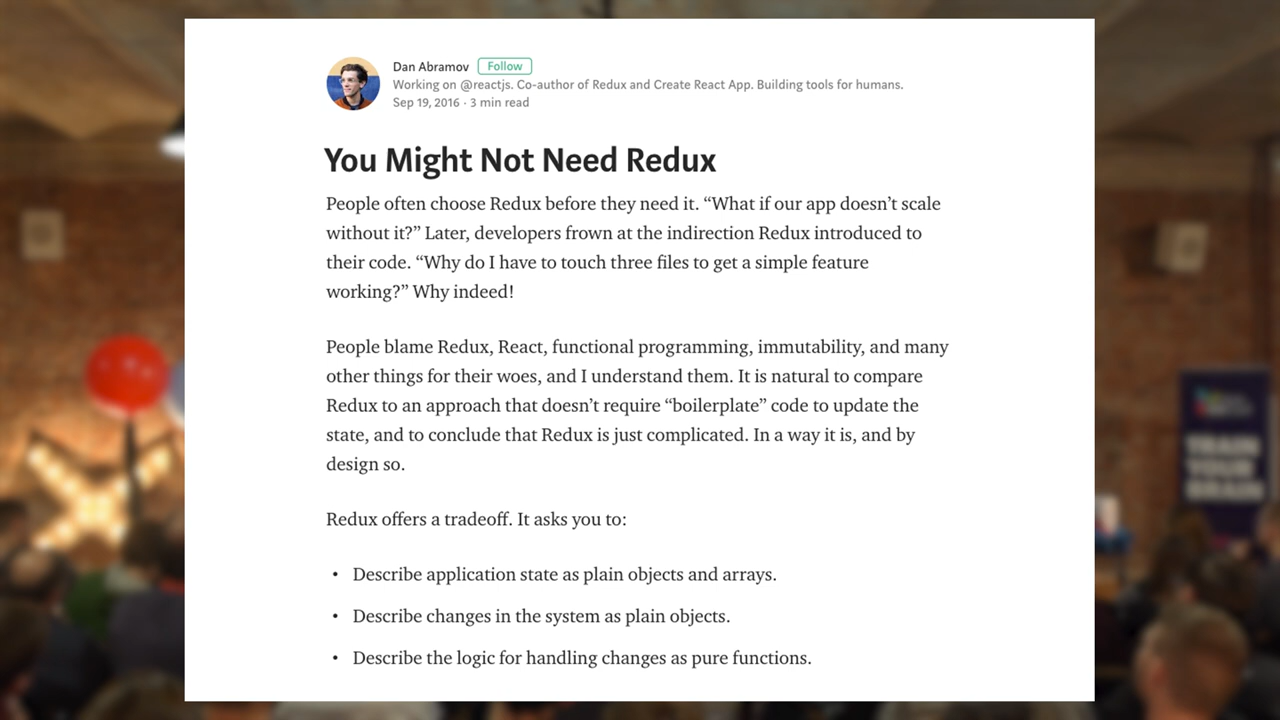 Dan Abramov Follow
Working on @reactjs. Co-author of Redux and Create React App. Building tools for humans.
Sep 19, 2016 · 3 min read
You Might Not Need Redux
People often choose Redux before they need it. “What if our app doesn’t scale
without it?” Later, developers frown at the indirection Redux introduced to
their code. “Why do I have to touch three files to get a simple feature
working?” Why indeed!
People blame Redux, React, functional programming, immutability, and many
other things for their woes, and I understand them. It is natural to compare
Redux to an approach that doesn’t require “boilerplate” code to update the
state, and to conclude that Redux is just complicated. In a way it is, and by
design so.
Redux offers a tradeoff. It asks you to:
• Describe application state as plain objects and arrays.
• Describe changes in the system as plain objects.
• Describe the logic for handling changes as pure functions.
TRAIN
YOUR
BRAIN